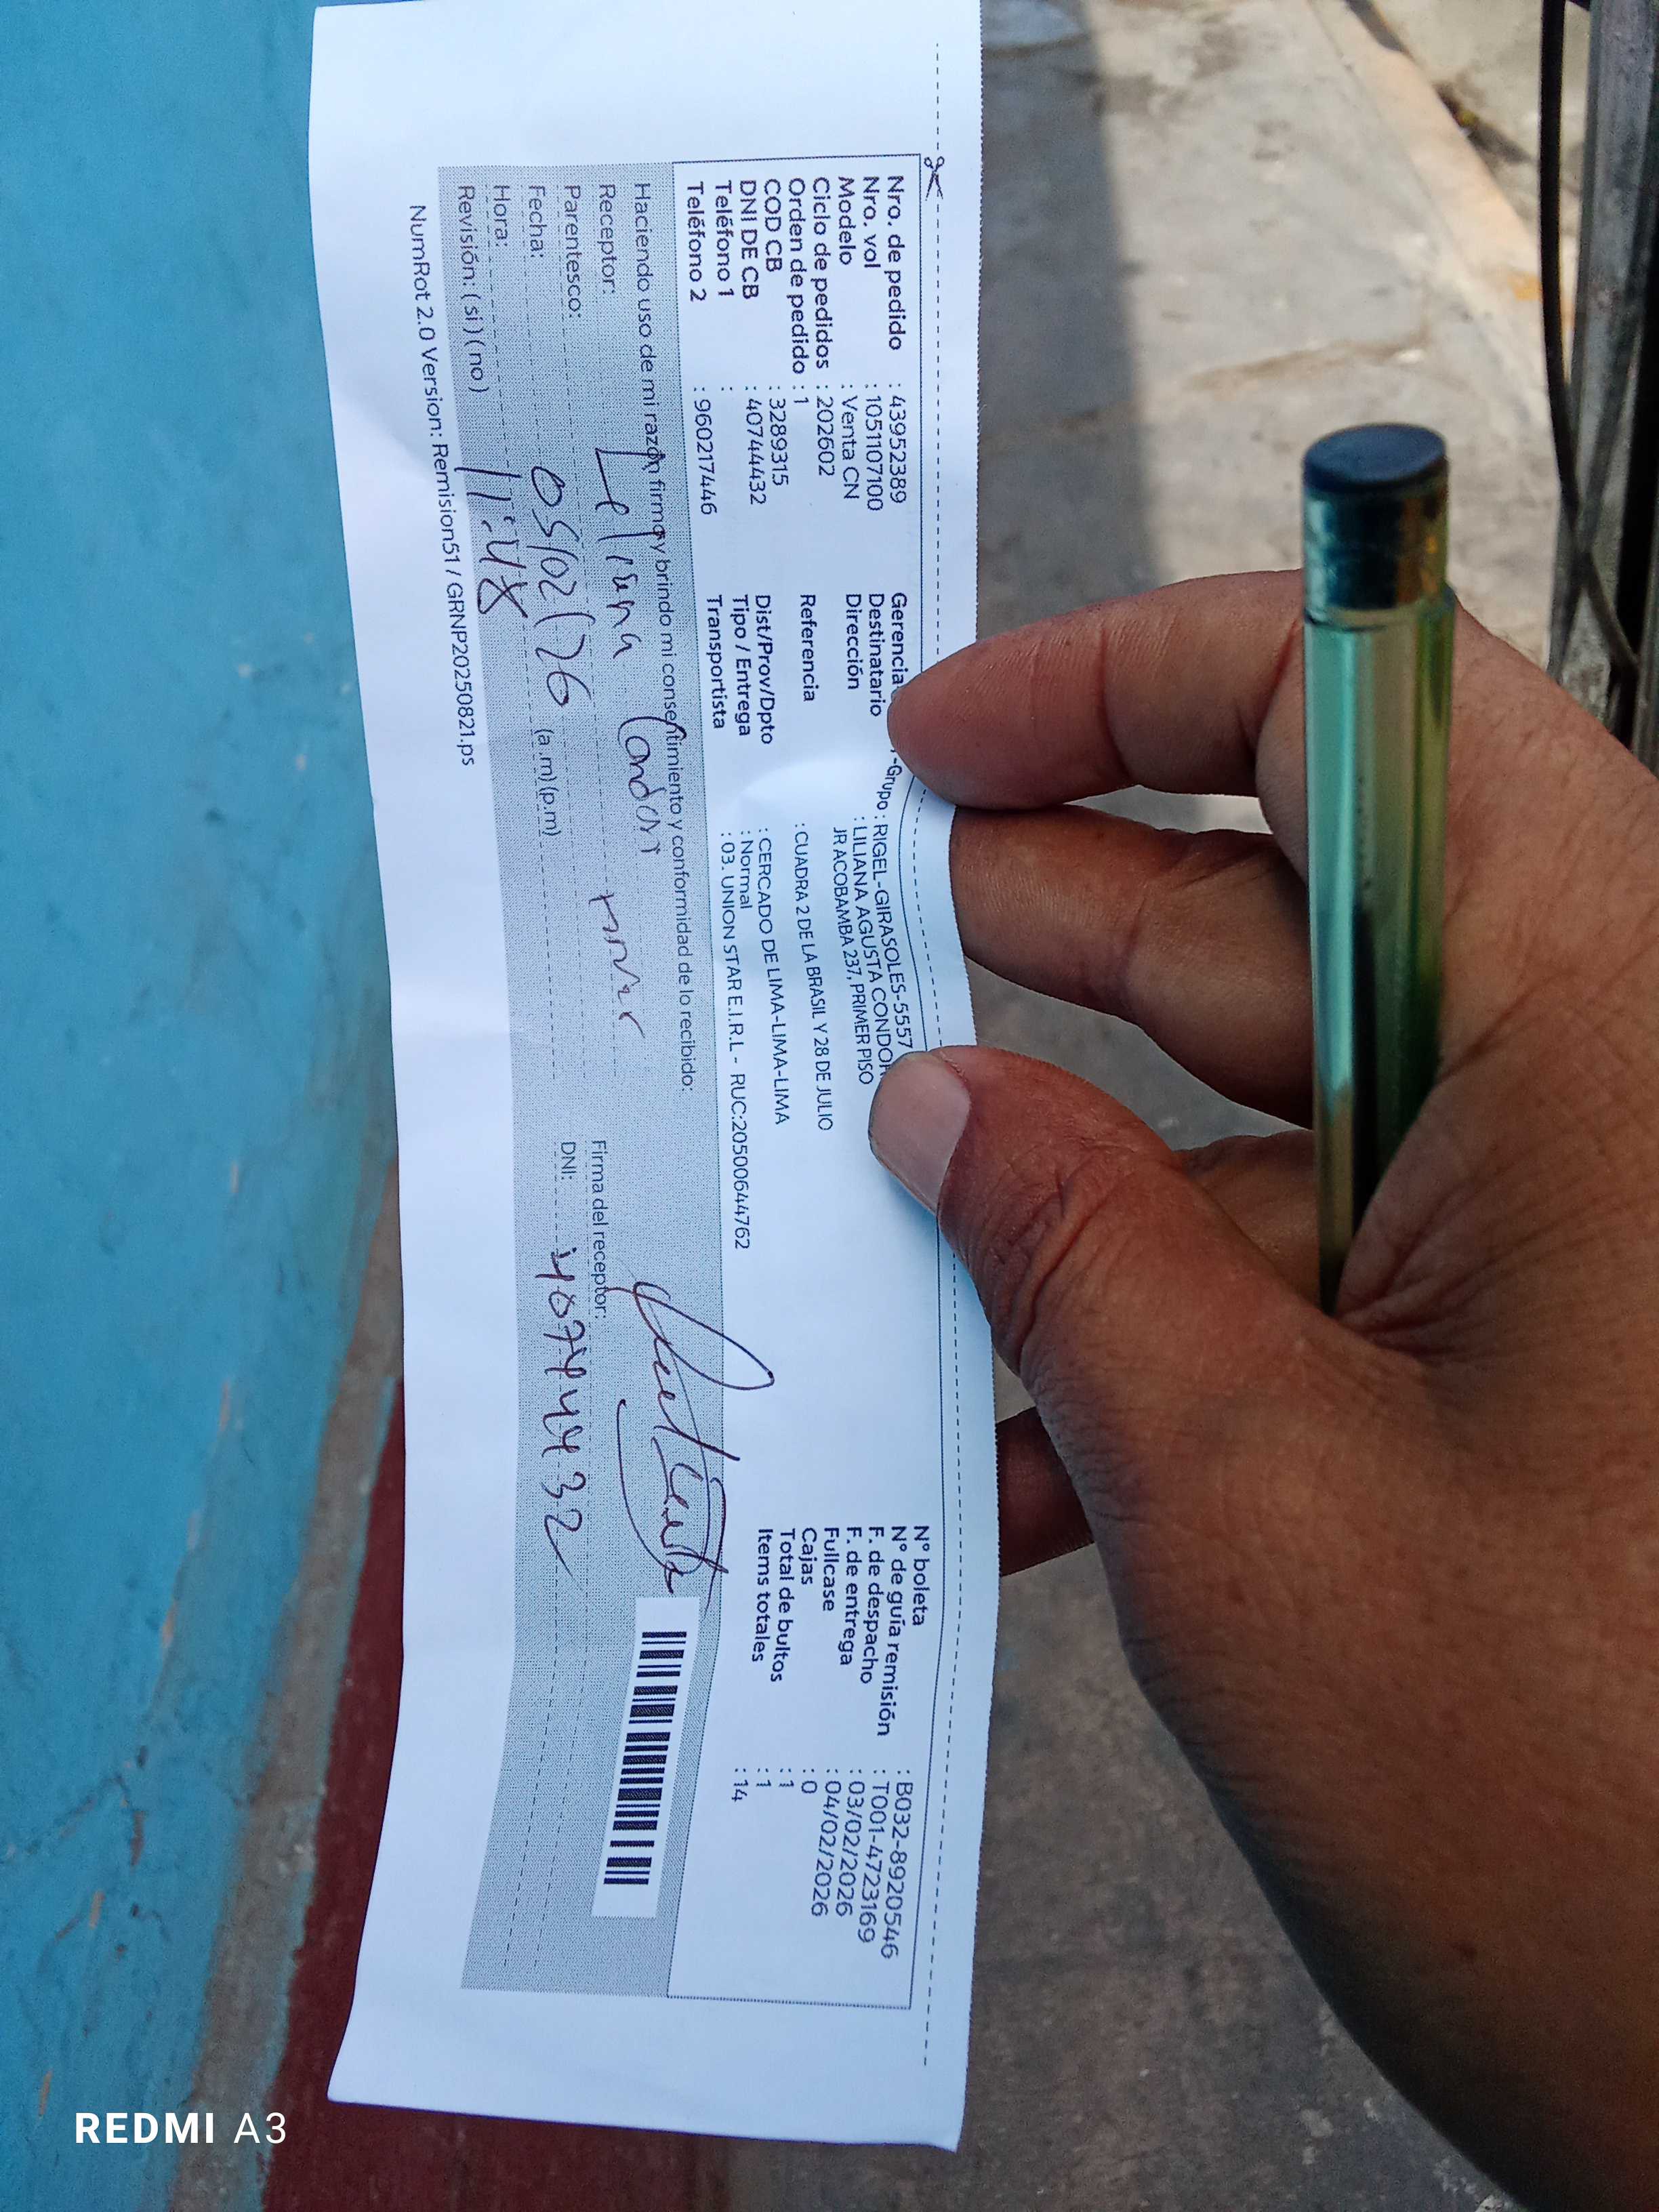 Nro. de pedido : 43952389
Nro. vol : 1051107100
Modelo : Venta CN
Ciclo de pedidos : 202602
Orden de pedido : 1
COD CB : 3289315
DNI DE CB : 40744432
Teléfono 1 :
Teléfono 2 : 960217446
Gerencia -Grupo : RIGEL-GIRASOLES-5557
Destinatario : LILIANA AGUSTA CONDOR
Dirección JR ACOBAMBA 237, PRIMER PISO
Referencia : CUADRA 2 DE LA BRASIL Y 28 DE JULIO
Dist/Prov/Dpto : CERCADO DE LIMA-LIMA-LIMA
Tipo / Entrega : Normal
Transportista : 03. UNION STAR E.I.R.L - RUC:20500644762
N° boleta : B032-8920546
N° de guía remisión : T001-4723169
F. de despacho : 03/02/2026
F. de entrega : 04/02/2026
Fullcase : 0
Cajas : 1
Total de bultos : 1
Items totales : 14
Haciendo uso de mi razón firmo y brindo mi consentimiento y conformidad de lo recibido:
Receptor: Liliana Condori
Parentesco:
Fecha: 05/02/26
Hora: 11:48 (a.m) (p.m)
Revisión: ( si ) ( no )
Firma del receptor:
DNI: 40744432
NumRot 2.0 Version: Remision51 / GRNP20250821.ps
REDMI A3